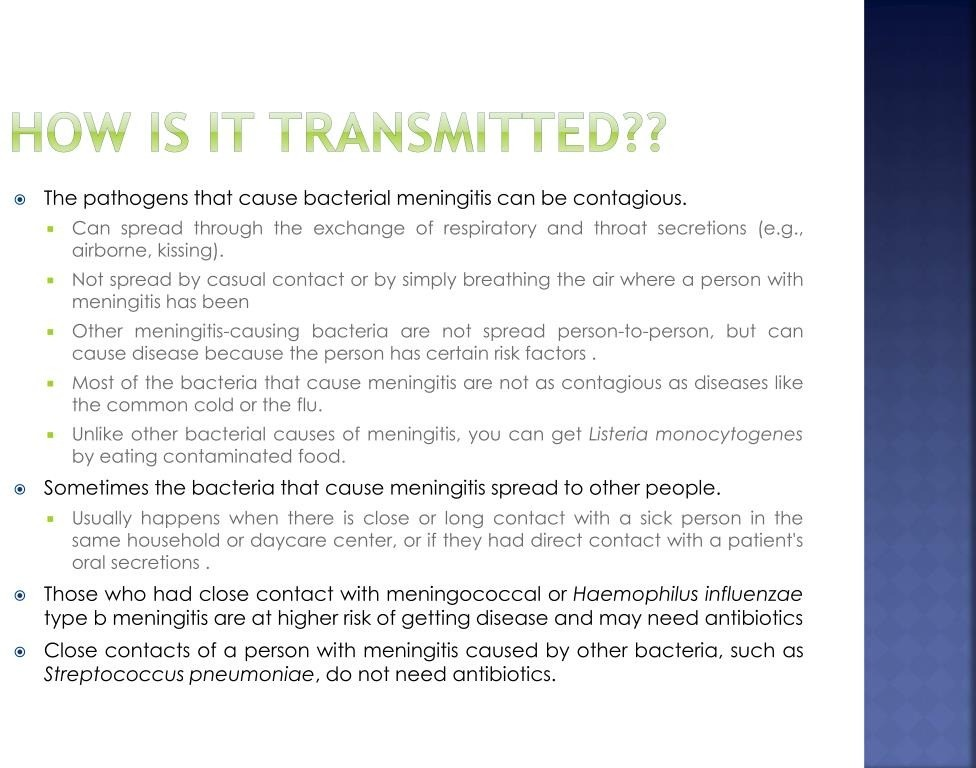 HOW IS IT TRANSMITTED??
The pathogens that cause bacterial meningitis can be contagious.
Can spread through the exchange of respiratory and throat secretions (e.g.,
airborne, kissing).
Not spread by casual contact or by simply breathing the air where a person with
meningitis has been
Other meningitis-causing bacteria are not spread person-to-person, but can
cause disease because the person has certain risk factors .
Most of the bacteria that cause meningitis are not as contagious as diseases like
the common cold or the flu.
Unlike other bacterial causes of meningitis, you can get Listeria monocytogenes
by eating contaminated food.
Sometimes the bacteria that cause meningitis spread to other people.
Usually happens when there is close or long contact with a sick person in the
same household or daycare center, or if they had direct contact with a patient's
oral secretions .
Those who had close contact with meningococcal or Haemophilus influenzae
type b meningitis are at higher risk of getting disease and may need antibiotics
Close contacts of a person with meningitis caused by other bacteria, such as
Streptococcus pneumoniae, do not need antibiotics.